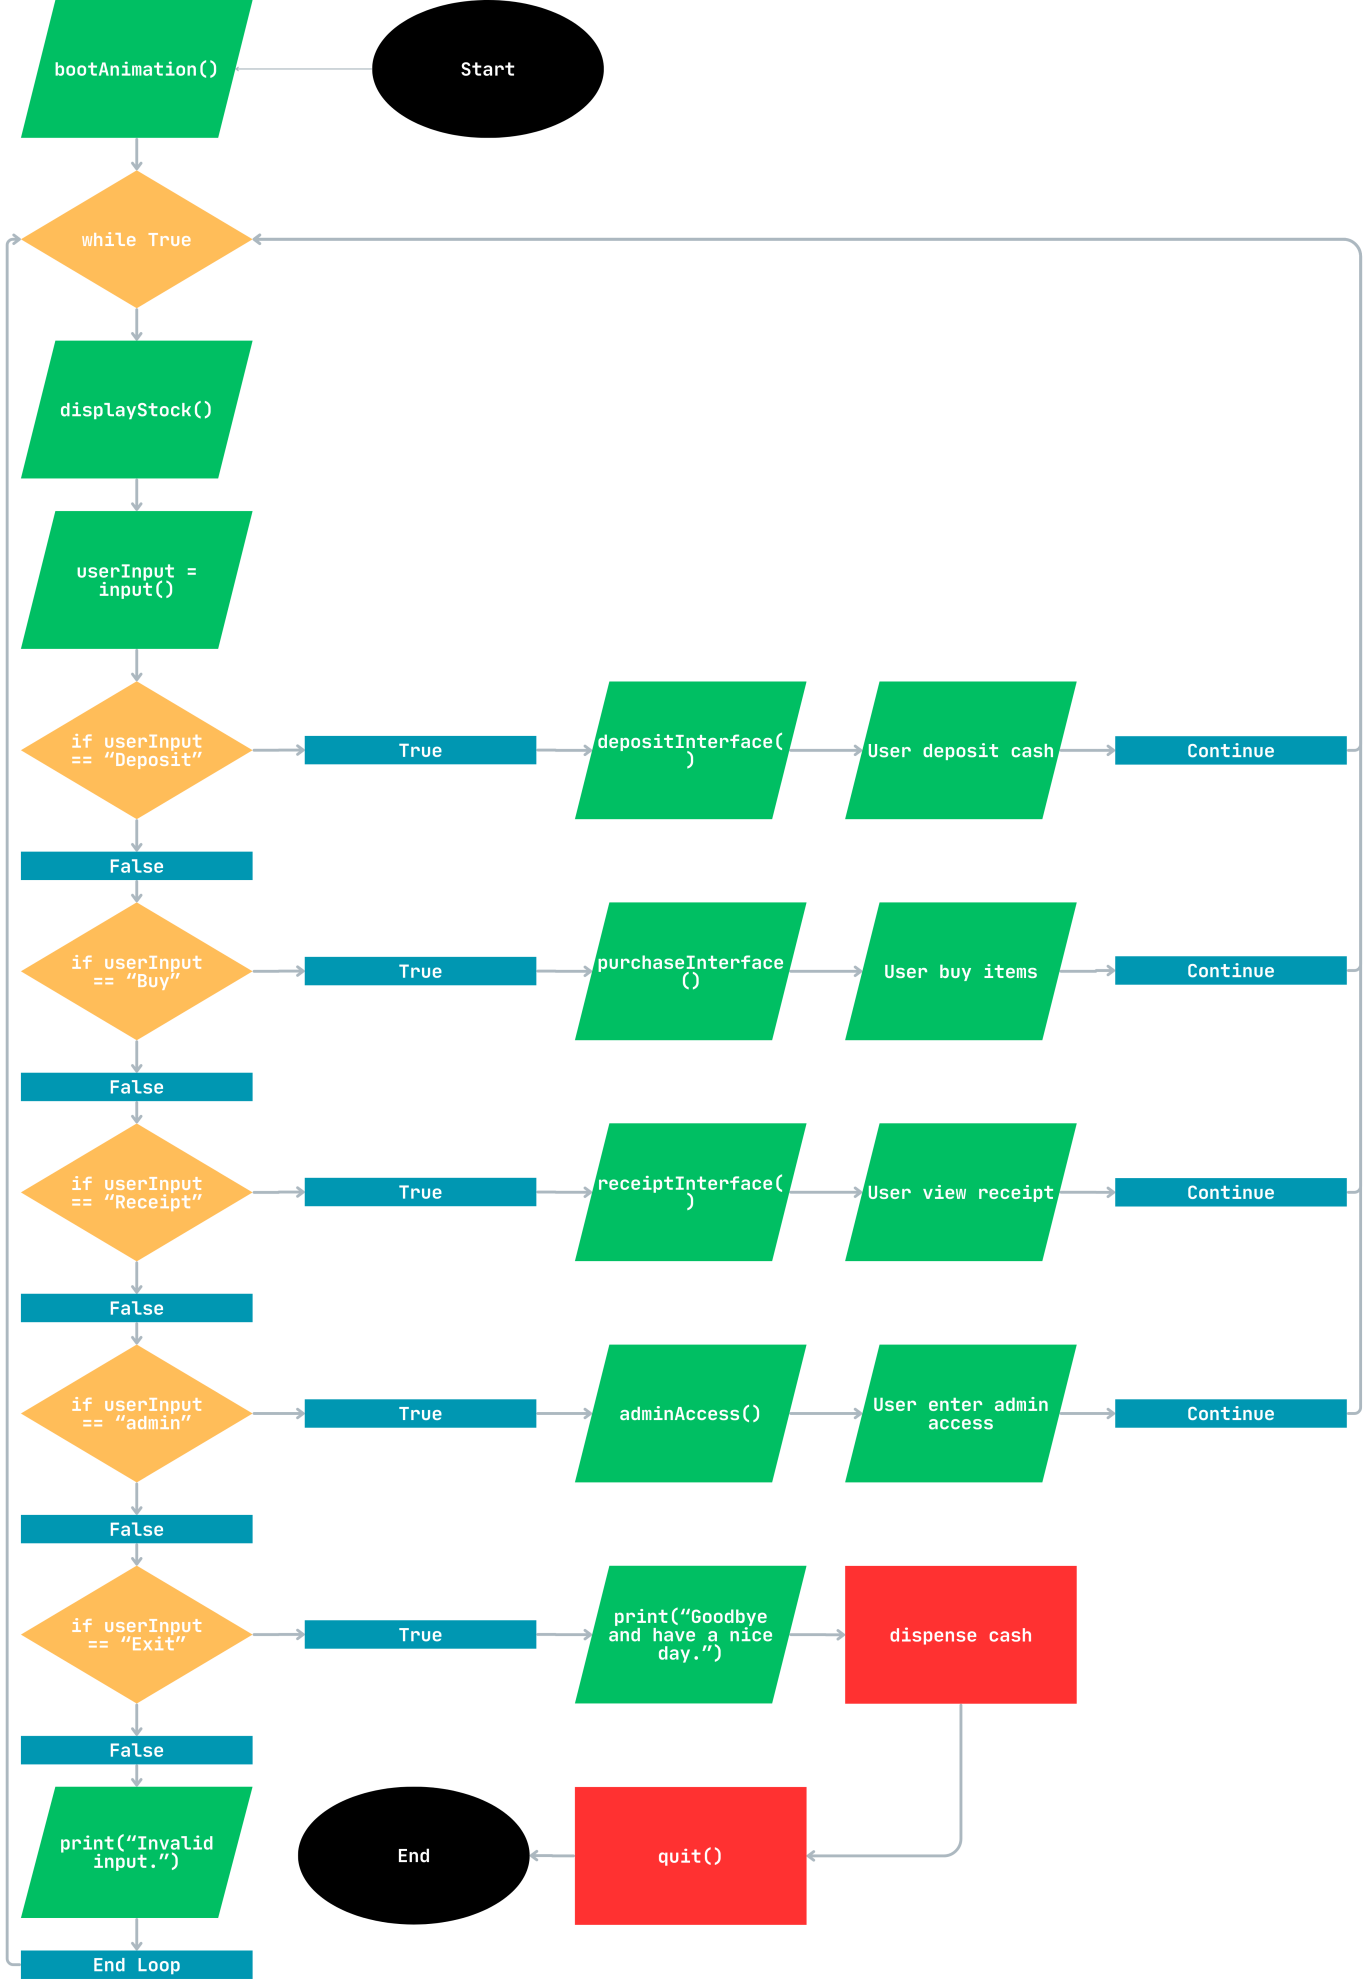 bootAnimation()
Start
while True
displayStock()
userInput =
input()
if userInput
== “Deposit”
True
depositInterface(
)
User deposit cash
Continue
False
if userInput
== “Buy”
True
purchaseInterface
()
User buy items
Continue
False
if userInput
== “Receipt”
True
receiptInterface(
)
User view receipt
Continue
False
if userInput
== “admin”
True
adminAccess()
User enter admin
access
Continue
False
if userInput
== “Exit”
True
print(“Goodbye
and have a nice
day.”)
dispense cash
False
print(“Invalid
input.”)
End
quit()
End Loop